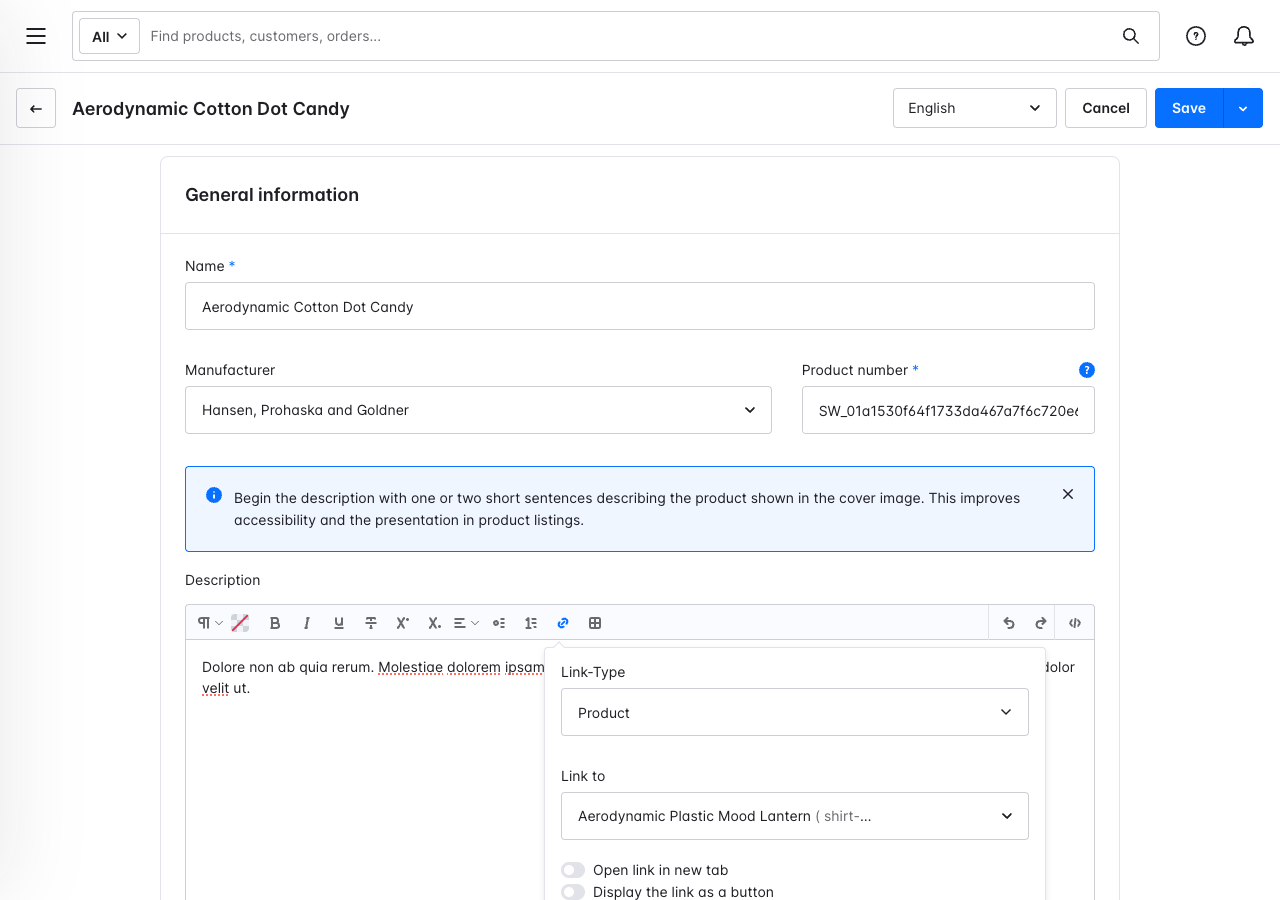 All
Find products, customers, orders...
Aerodynamic Cotton Dot Candy
English
Cancel
Save
General information
Name *
Aerodynamic Cotton Dot Candy
Manufacturer
Product number *
Hansen, Prohaska and Goldner
SW_01a1530f64f1733da467a7f6c720e
Begin the description with one or two short sentences describing the product shown in the cover image. This improves
accessibility and the presentation in product listings.
Description
Dolore non ab quia rerum. Molestiae dolorem ipsam
dolor
velit ut.
Link-Type
Product
Link to
Aerodynamic Plastic Mood Lantern ( shirt-...
Open link in new tab
Display the link as a button